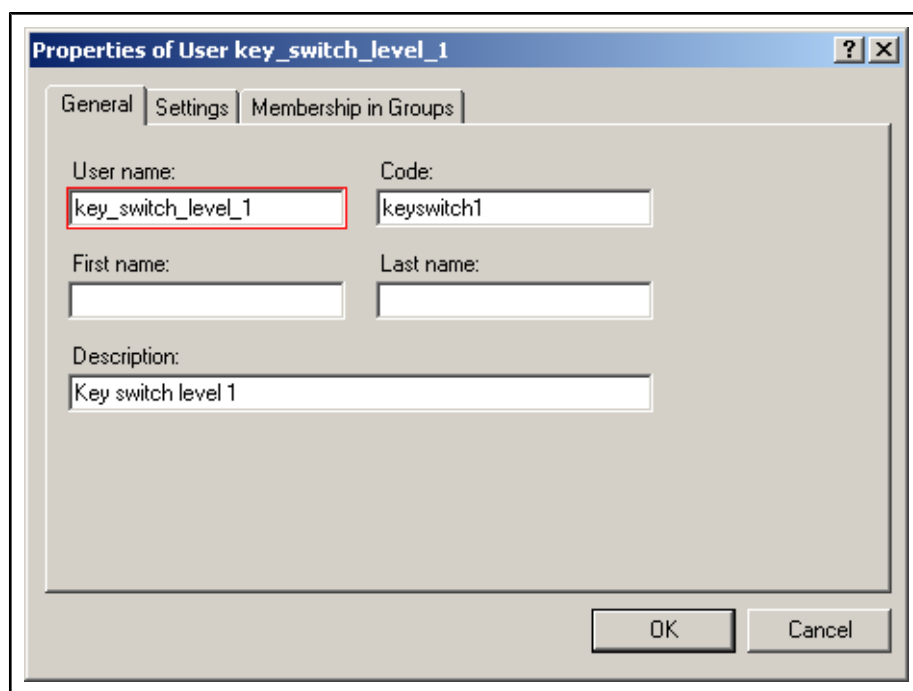 Properties of User key_switch_level_1
General Settings Membership in Groups
User name: Code:
key_switch_level_1 keyswitch1
First name: Last name:
Description:
Key switch level 1
OK Cancel